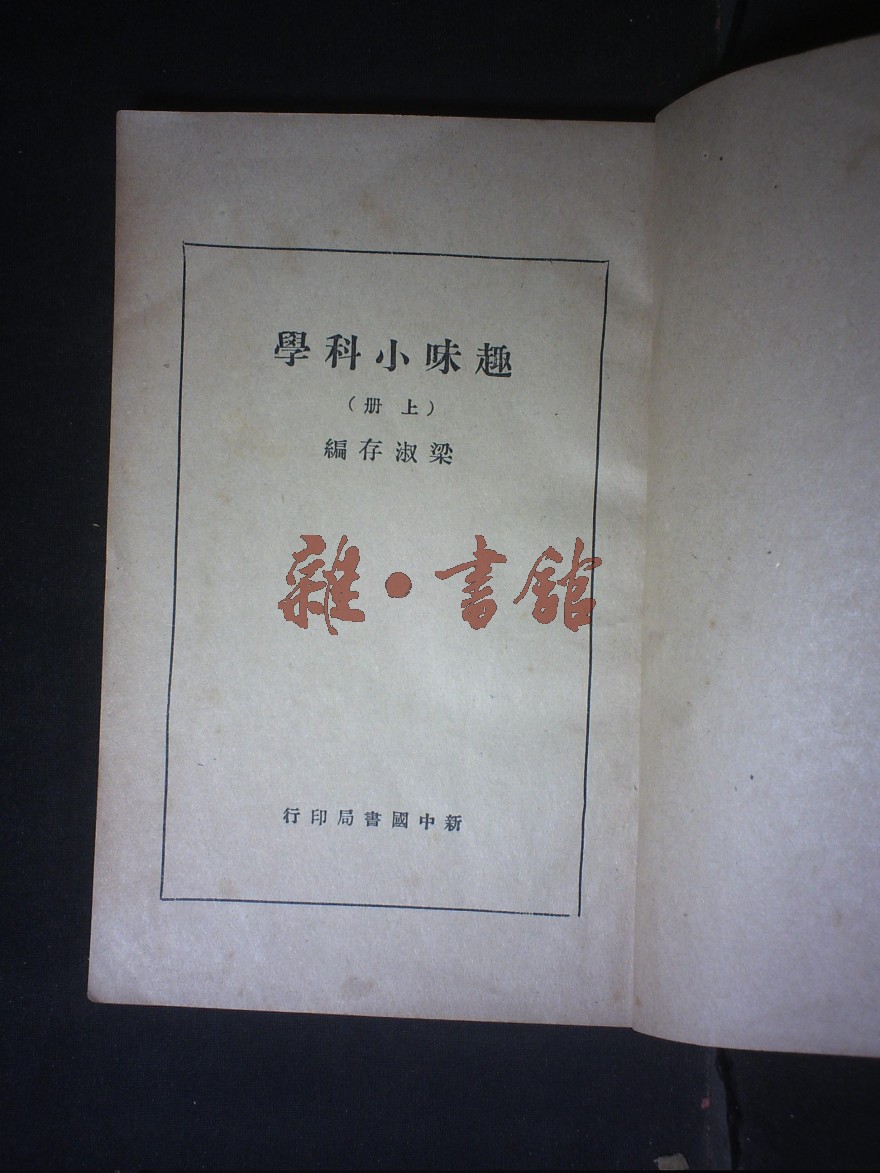 趣味小科學
（上册）
梁淑存編
雜·書館
新中國書局印行